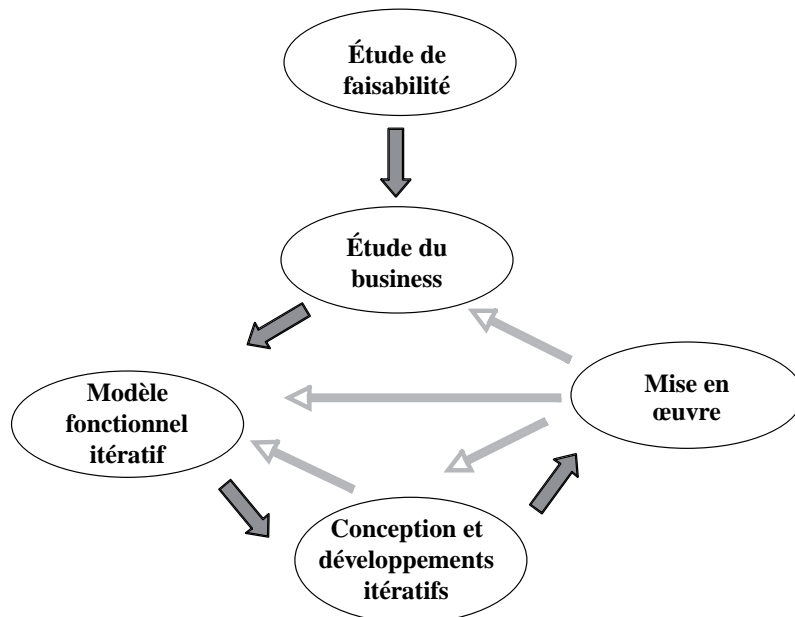 Étude de
faisabilité
Étude du
business
Modèle
fonctionnel
itératif
Mise en
œuvre
Conception et
développements
itératifs